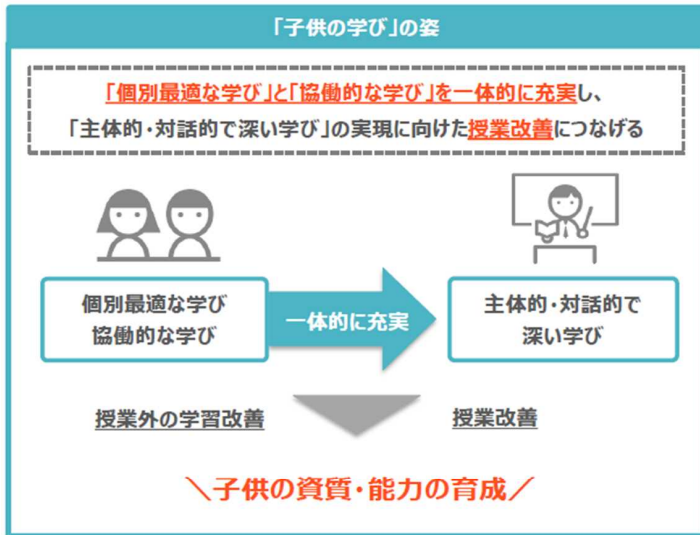 「子供の学び」の姿
「個別最適な学び」と「協働的な学び」を一体的に充実し、
「主体的・対話的で深い学び」の実現に向けた授業改善につなげる
個別最適な学び
協働的な学び
一体的に充実
主体的・対話的で
深い学び
授業外の学習改善
授業改善
＼子供の資質・能力の育成／